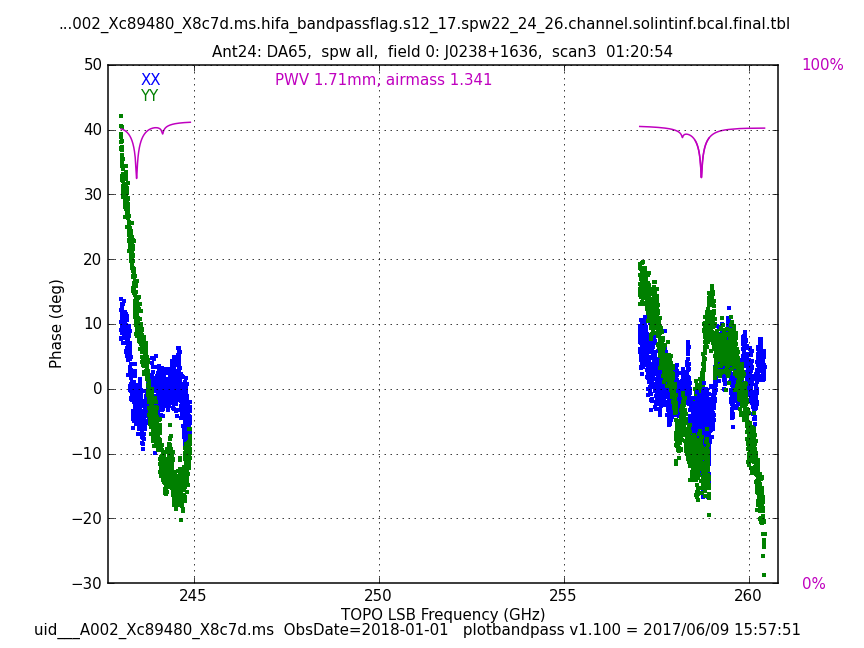 ...002_Xc89480_X8c7d.ms.hifa_bandpassflag.s12_17.spw22_24_26.channel.solintinf.bcal.final.tbl
Ant24: DA65,  spw all,  field 0: J0238+1636,  scan3  01:20:54
50
XX
PWV 1.71mm, airmass 1.341
100%
YY
40
30
20
10
0
−10
−20
−30
Phase (deg)
0%
245
250
255
260
TOPO LSB Frequency (GHz)
uid___A002_Xc89480_X8c7d.ms  ObsDate=2018-01-01   plotbandpass v1.100 = 2017/06/09 15:57:51